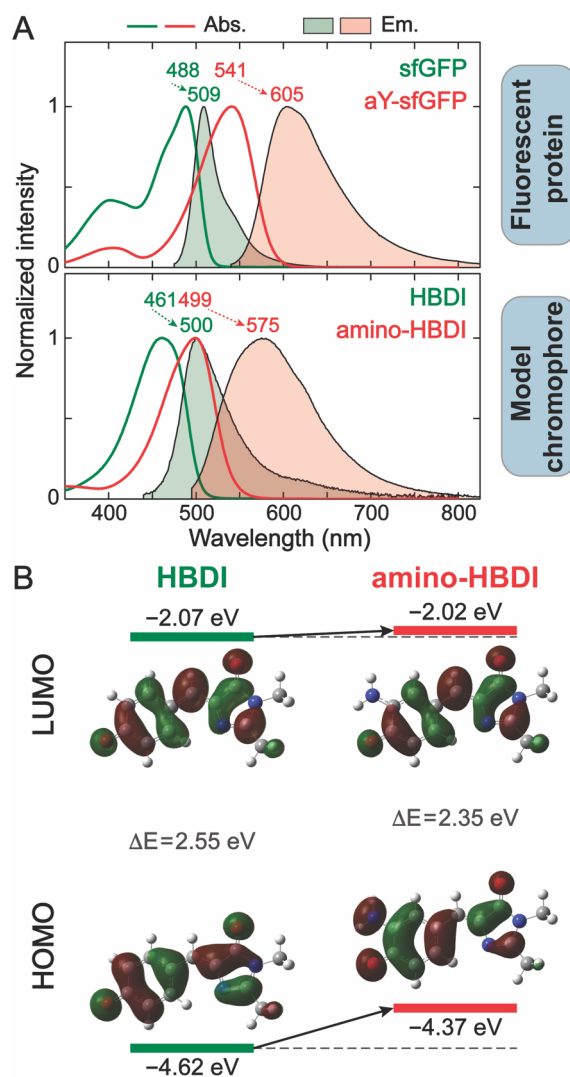 A
Abs.
Em.
488
541
509
605
sfGFP
aY-sfGFP
Fluorescent
protein
1
0
461
499
500
575
HBDI
amino-HBDI
Model
chromophore
1
0
Normalized intensity
400
500
600
700
800
Wavelength (nm)
B
HBDI
amino-HBDI
−2.07 eV
−2.02 eV
LUMO
ΔE=2.55 eV
ΔE=2.35 eV
HOMO
−4.62 eV
−4.37 eV